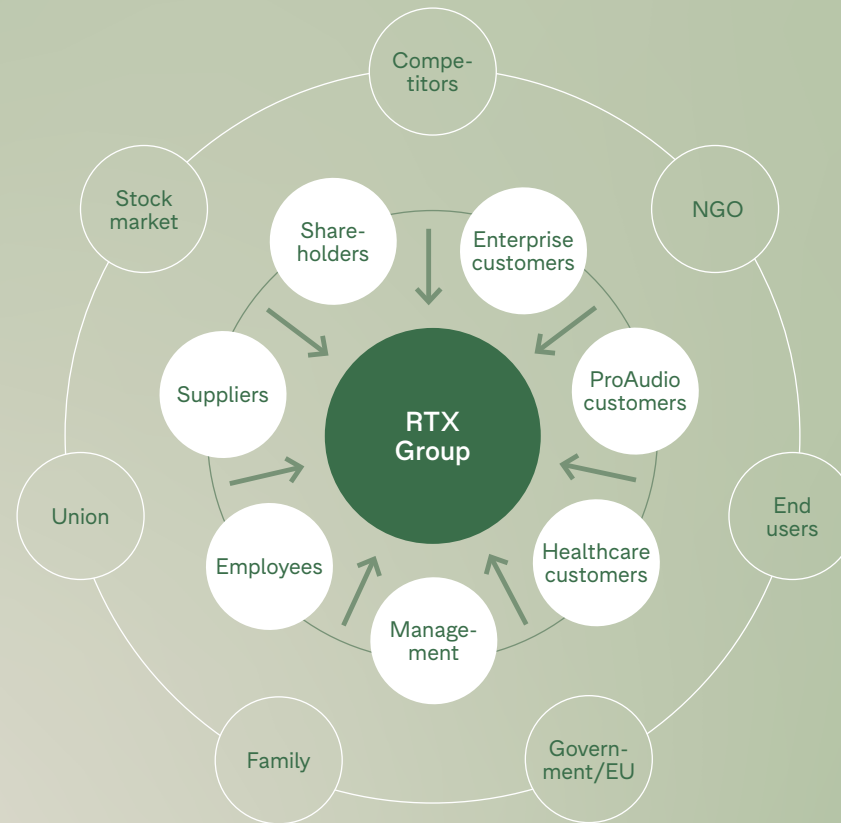 Compe-
titors
Stock
market
NGO
Share-
holders
Enterprise
customers
Suppliers
ProAudio
customers
RTX
Group
Union
End
users
Employees
Healthcare
customers
Manage-
ment
Family
Govern-
ment/EU